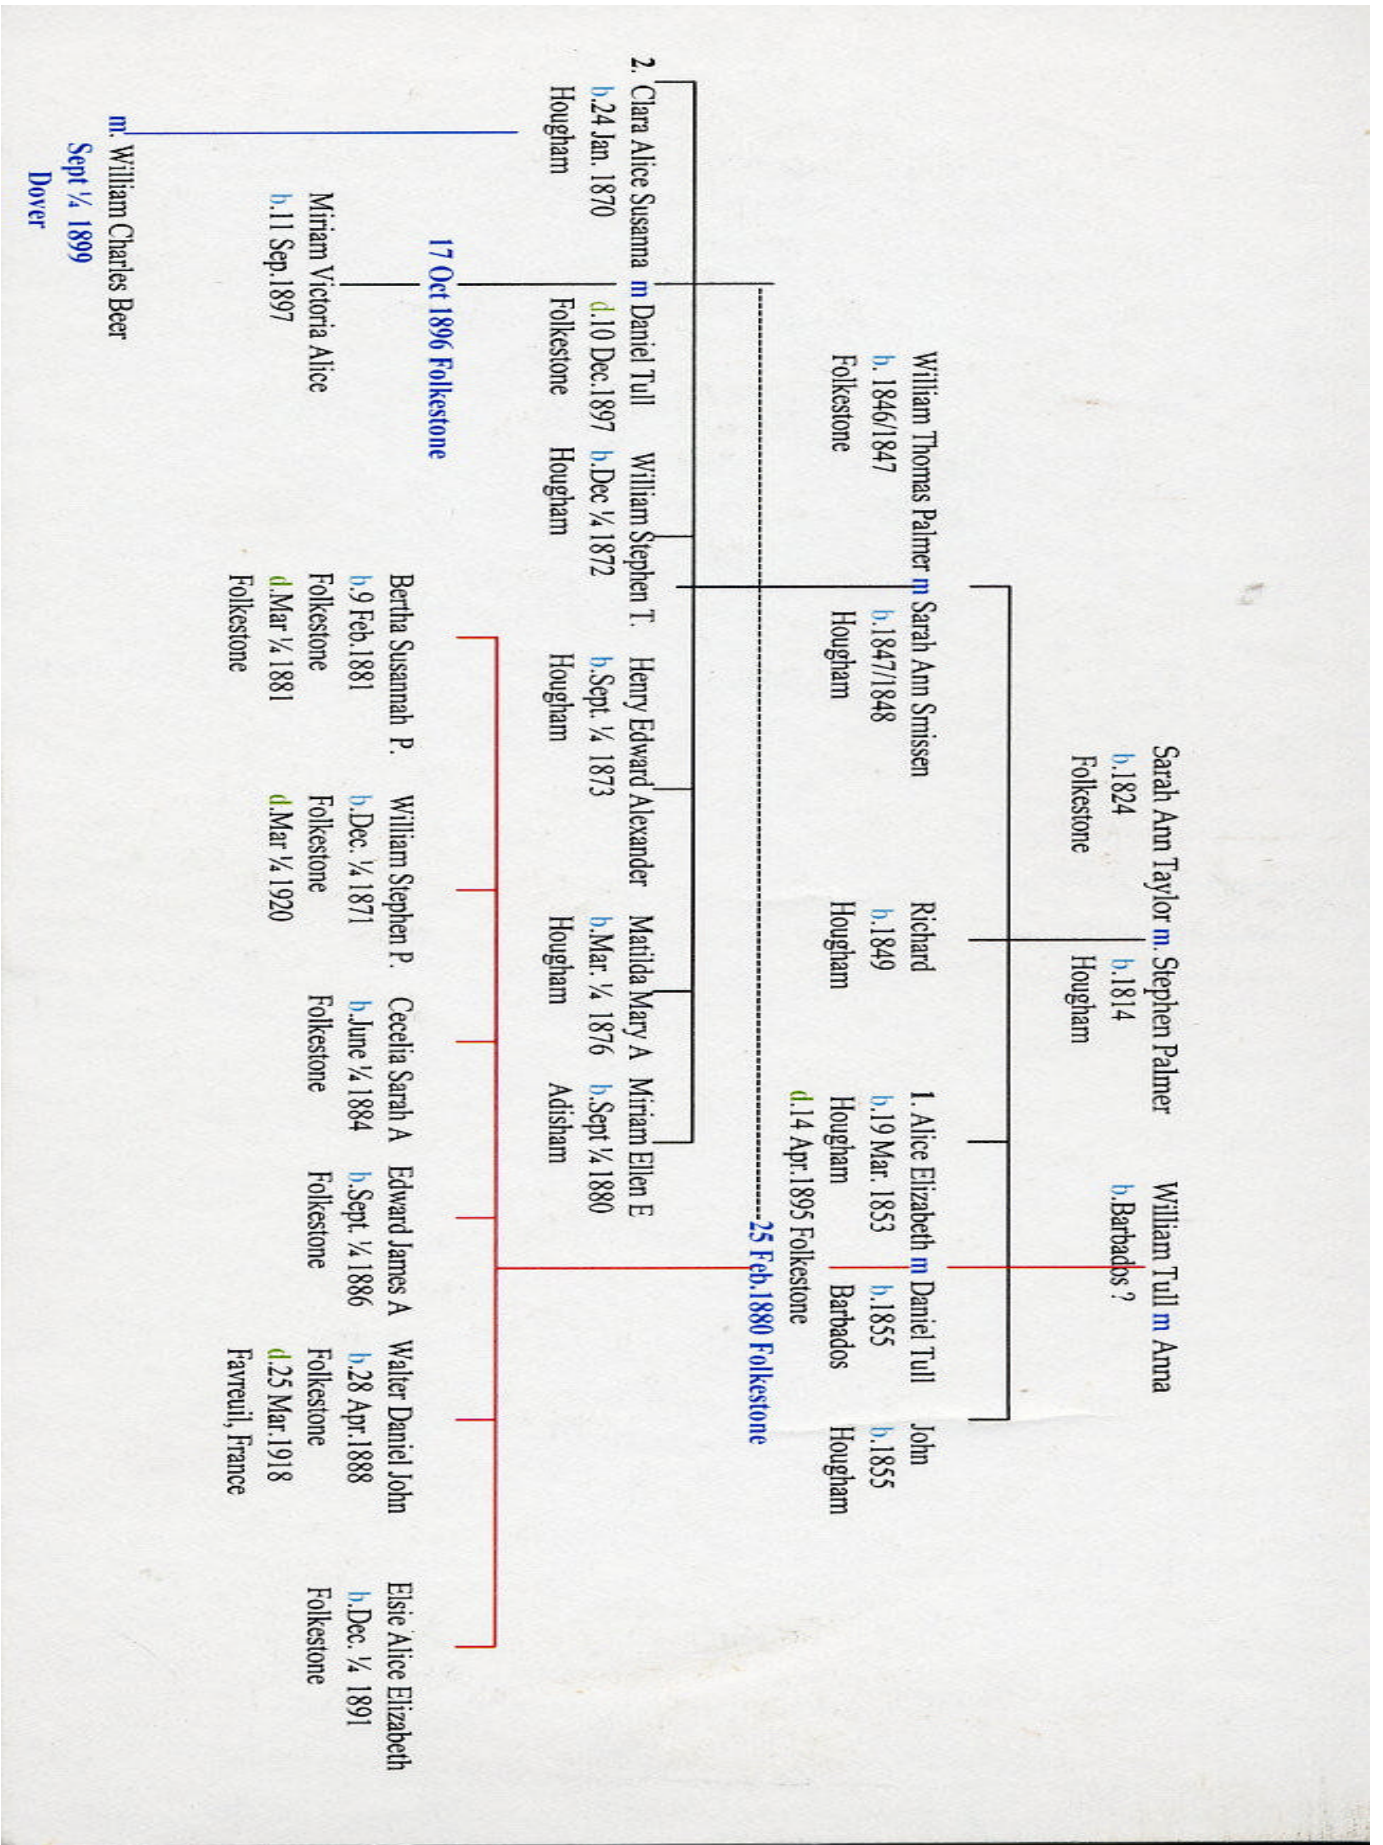 Sarah Ann Taylor m. Stephen Palmer
b.1824
Folkestone
b.1814
Hougham
William Tull m Anna
b.Barbados ?
William Thomas Palmer m Sarah Ann Smissen
b. 1846/1847
Folkestone
b.1847/1848
Hougham
Richard
b.1849
Hougham
1. Alice Elizabeth m Daniel Tull
b.19 Mar. 1853
Hougham
d.14 Apr.1895 Folkestone
b.1855
Barbados
John
b.1855
Hougham
25 Feb.1880 Folkestone
2. Clara Alice Susanna m Daniel Tull
b.24 Jan. 1870
Hougham
d.10 Dec.1897
Folkestone
William Stephen T.
b.Dec ¼ 1872
Hougham
Henry Edward Alexander
b.Sept. ¼ 1873
Hougham
Matilda Mary A
b.Mar. ¼ 1876
Hougham
Miriam Ellen E
b.Sept ¼ 1880
Adisham
17 Oct 1896 Folkestone
Bertha Susannah P.
b.9 Feb.1881
Folkestone
d.Mar ¼ 1881
Folkestone
William Stephen P.
b.Dec. ¼ 1871
Folkestone
d.Mar ¼ 1920
Cecelia Sarah A
b.June ¼ 1884
Folkestone
Edward James A
b.Sept. ¼ 1886
Folkestone
Walter Daniel John
b.28 Apr.1888
Folkestone
d.25 Mar.1918
Favreuil, France
Elsie Alice Elizabeth
b.Dec. ¼ 1891
Folkestone
Miriam Victoria Alice
b.11 Sep.1897
m. William Charles Beer
Sept ¼ 1899
Dover